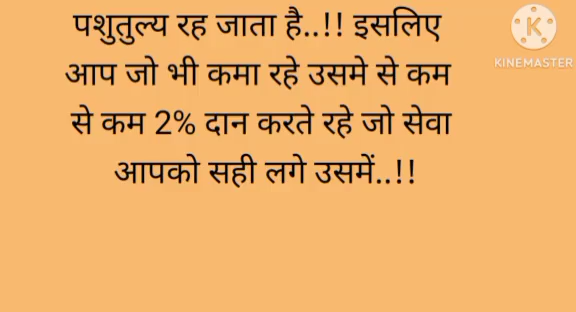 पशुतुल्य रह जाता है..!! इसलिए
आप जो भी कमा रहे उसमे से कम
से कम 2% दान करते रहे जो सेवा
आपको सही लगे उसमें..!!
K
KINEMASTER